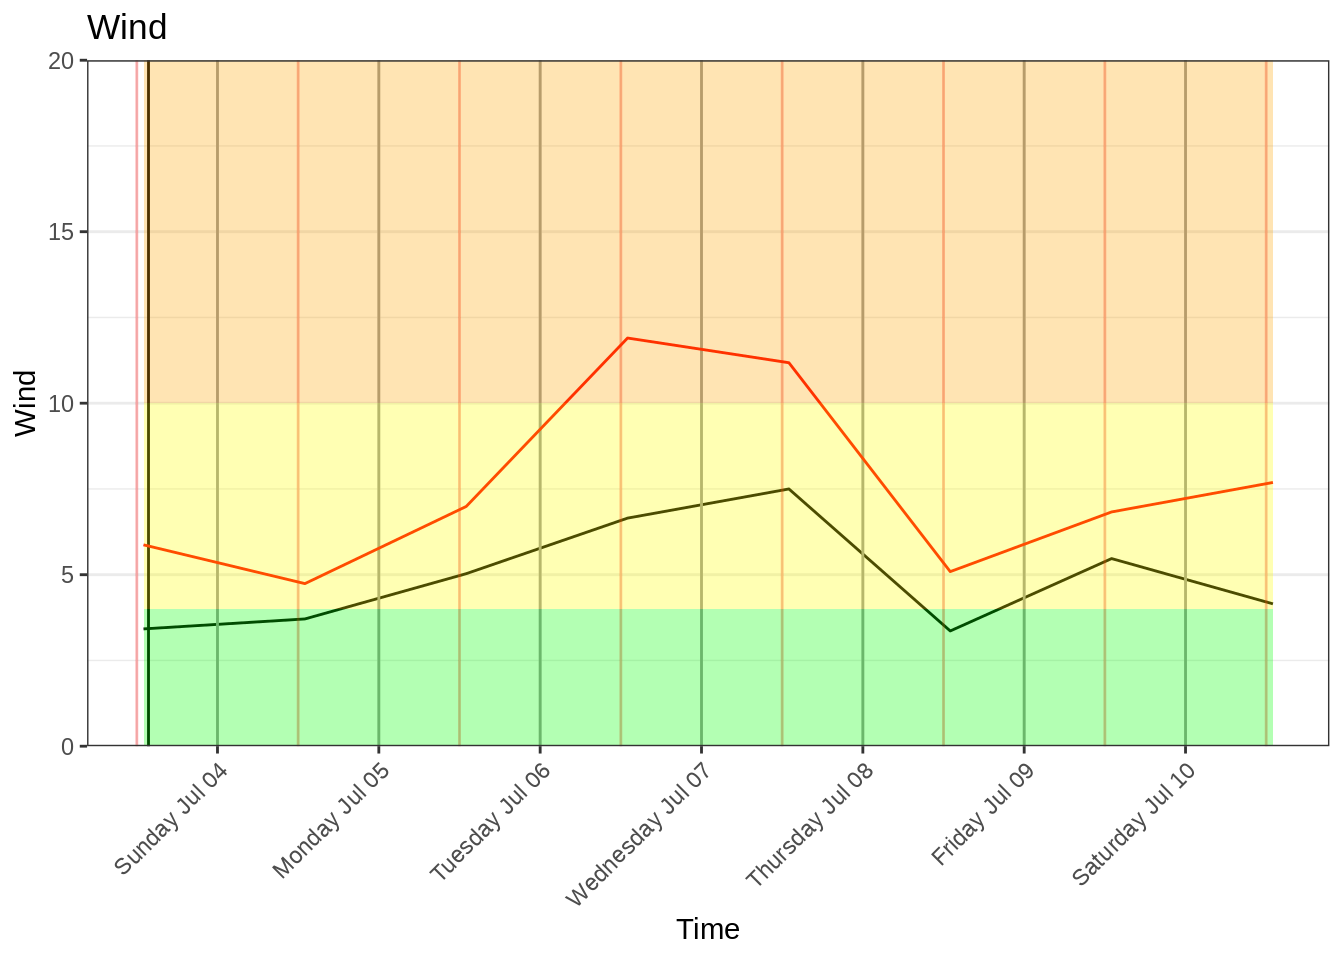 Wind
20
15
10
5
0
Wind
Sunday Jul 04
Monday Jul 05
Tuesday Jul 06
Wednesday Jul 07
Thursday Jul 08
Friday Jul 09
Saturday Jul 10
Time